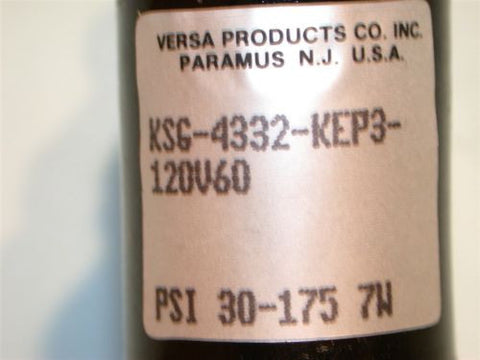 VERSA PRODUCTS CO. INC.
PARAMUS N.J. U.S.A.
KSG-4332-KEP3-
120V60
PSI 30-175 7W